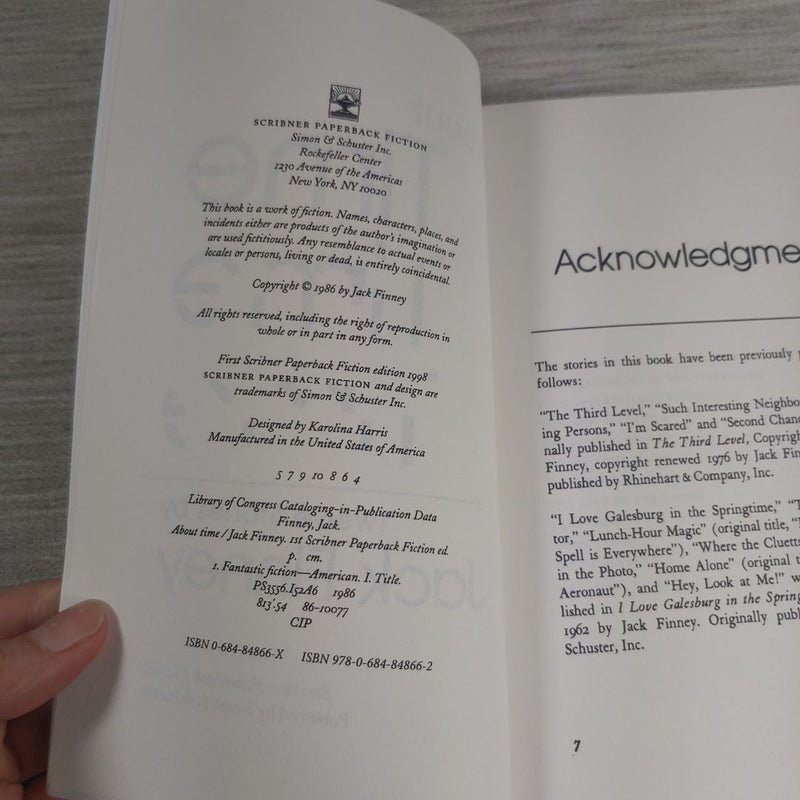 SCRIBNER PAPERBACK FICTION
Simon & Schuster Inc.
Rockefeller Center
1230 Avenue of the Americas
New York, NY 10020
This book is a work of fiction. Names, characters, places, and
incidents either are products of the author's imagination or
are used fictitiously. Any resemblance to actual events or
locales or persons, living or dead, is entirely coincidental.
Copyright © 1986 by Jack Finney
All rights reserved, including the right of reproduction in
whole or in part in any form.
First Scribner Paperback Fiction edition 1998
SCRIBNER PAPERBACK FICTION and design are
trademarks of Simon & Schuster Inc.
Designed by Karolina Harris
Manufactured in the United States of America
5 7 9 10 8 6 4
Library of Congress Cataloging-in-Publication Data
Finney, Jack.
About time / Jack Finney. 1st Scribner Paperback Fiction ed.
p. cm.
1. Fantastic fiction—American. I. Title.
PS3556.I52A6 1986
813'.54 86-10077
CIP
ISBN 0-684-84866-X ISBN 978-0-684-84866-2
Acknowledgme
The stories in this book have been previously p
follows:
"The Third Level," "Such Interesting Neighbo
ing Persons," "I'm Scared" and "Second Chan
nally published in The Third Level, Copyrigh
Finney, copyright renewed 1976 by Jack Fin
published by Rhinehart & Company, Inc.
"I Love Galesburg in the Springtime," "T
tor," "Lunch-Hour Magic" (original title, "
Spell is Everywhere"), "Where the Cluetts
in the Photo," "Home Alone" (original t
Aeronaut"), and "Hey, Look at Me!" w
lished in I Love Galesburg in the Spring
1962 by Jack Finney. Originally publ
Schuster, Inc.
7